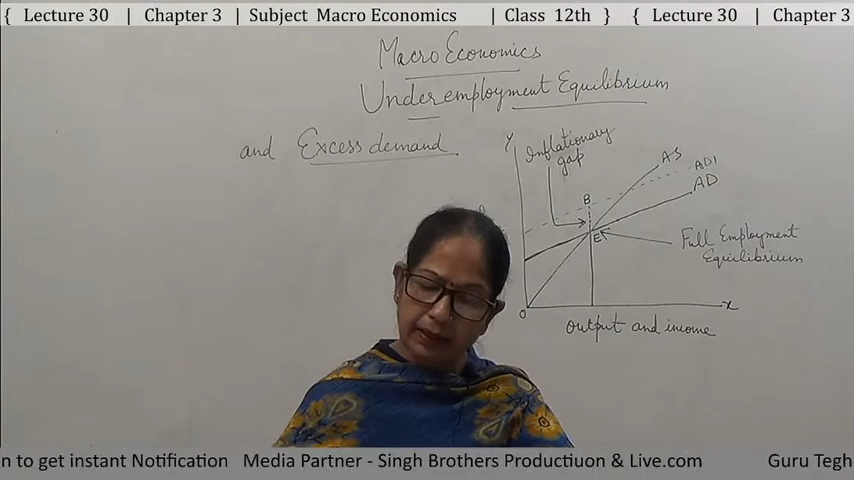 { Lecture 30 | Chapter 3 | Subject Macro Economics | Class 12th } { Lecture 30 | Chapter 3
Macro Economics
Underemployment Equilibrium
and Excess demand
Y
Inflationary
gap
AS
AD1
AD
B
E
Full Employment
Equilibrium
O
x
output and income
n to get instant Notification Media Partner - Singh Brothers Productiuon & Live.com Guru Tegh